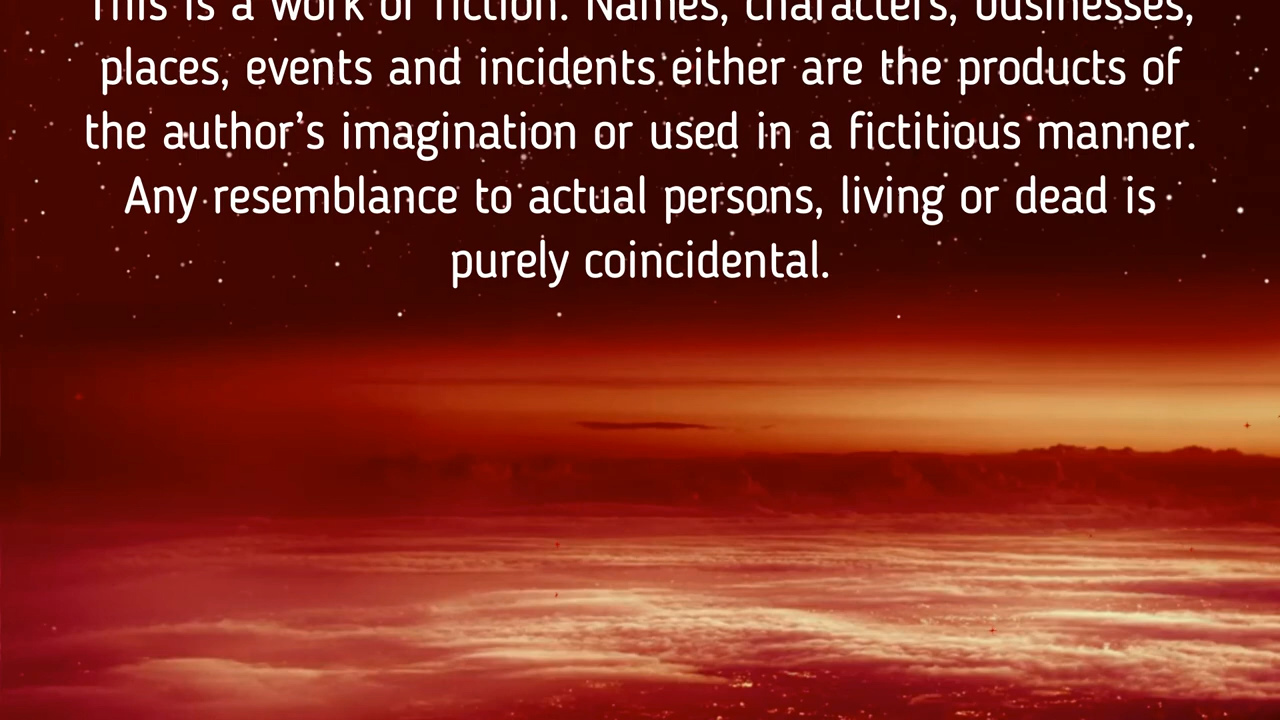 This is a work of fiction. Names, characters, businesses,
places, events and incidents either are the products of
the author’s imagination or used in a fictitious manner.
Any resemblance to actual persons, living or dead is
purely coincidental.